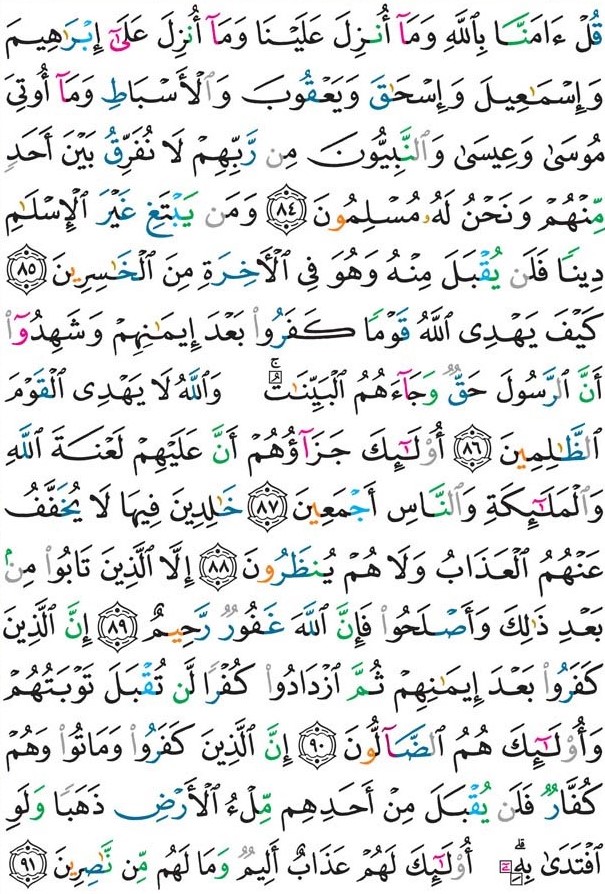 قُلْ ءَامَنَّا بِٱللَّهِ وَمَآ أُنزِلَ عَلَيْنَا وَمَآ أُنزِلَ عَلَىٰٓ إِبْرَٰهِيمَ
وَإِسْمَٰعِيلَ وَإِسْحَٰقَ وَيَعْقُوبَ وَٱلْأَسْبَاطِ وَمَآ أُوتِىَ
مُوسَىٰ وَعِيسَىٰ وَٱلنَّبِيُّونَ مِن رَّبِّهِمْ لَا نُفَرِّقُ بَيْنَ أَحَدٍ
مِّنْهُمْ وَنَحْنُ لَهُۥ مُسْلِمُونَ ٨٤ وَمَن يَبْتَغِ غَيْرَ ٱلْإِسْلَٰمِ
دِينًا فَلَن يُقْبَلَ مِنْهُ وَهُوَ فِى ٱلْأَخِرَةِ مِنَ ٱلْخَٰسِرِينَ ٨٥
كَيْفَ يَهْدِى ٱللَّهُ قَوْمًا كَفَرُوا۟ بَعْدَ إِيمَٰنِهِمْ وَشَهِدُوٓا۟
أَنَّ ٱلرَّسُولَ حَقٌّ وَجَآءَهُمُ ٱلْبَيِّنَٰتُ ۚ وَٱللَّهُ لَا يَهْدِى ٱلْقَوْمَ
ٱلظَّٰلِمِينَ ٨٦ أُو۟لَٰٓئِكَ جَزَآؤُهُمْ أَنَّ عَلَيْهِمْ لَعْنَةَ ٱللَّهِ
وَٱلْمَلَٰٓئِكَةِ وَٱلنَّاسِ أَجْمَعِينَ ٨٧ خَٰلِدِينَ فِيهَا لَا يُخَفَّفُ
عَنْهُمُ ٱلْعَذَابُ وَلَا هُمْ يُنظَرُونَ ٨٨ إِلَّا ٱلَّذِينَ تَابُوا۟ مِنۢ
بَعْدِ ذَٰلِكَ وَأَصْلَحُوا۟ فَإِنَّ ٱللَّهَ غَفُورٌ رَّحِيمٌ ٨٩ إِنَّ ٱلَّذِينَ
كَفَرُوا۟ بَعْدَ إِيمَٰنِهِمْ ثُمَّ ٱزْدَادُوا۟ كُفْرًا لَّن تُقْبَلَ تَوْبَتُهُمْ
وَأُو۟لَٰٓئِكَ هُمُ ٱلضَّآلُّونَ ٩٠ إِنَّ ٱلَّذِينَ كَفَرُوا۟ وَمَاتُوا۟ وَهُمْ
كُفَّارٌ فَلَن يُقْبَلَ مِنْ أَحَدِهِم مِّلْءُ ٱلْأَرْضِ ذَهَبًا وَلَوِ
ٱفْتَدَىٰ بِهِۦٓ ۗ أُو۟لَٰٓئِكَ لَهُمْ عَذَابٌ أَلِيمٌ وَمَا لَهُم مِّن نَّٰصِرِينَ ٩١